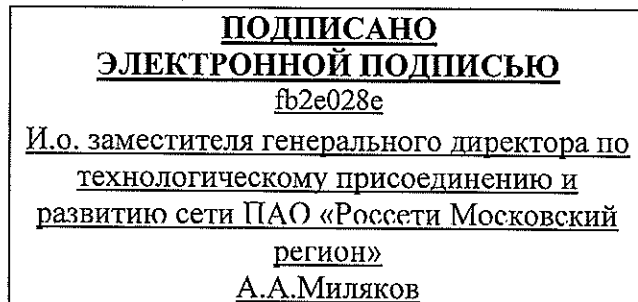 ПОДПИСАНО
ЭЛЕКТРОННОЙ ПОДПИСЬЮ
fb2e028e
И.о. заместителя генерального директора по
технологическому присоединению и
развитию сети ПАО «Россети Московский
регион»
А.А.Миляков